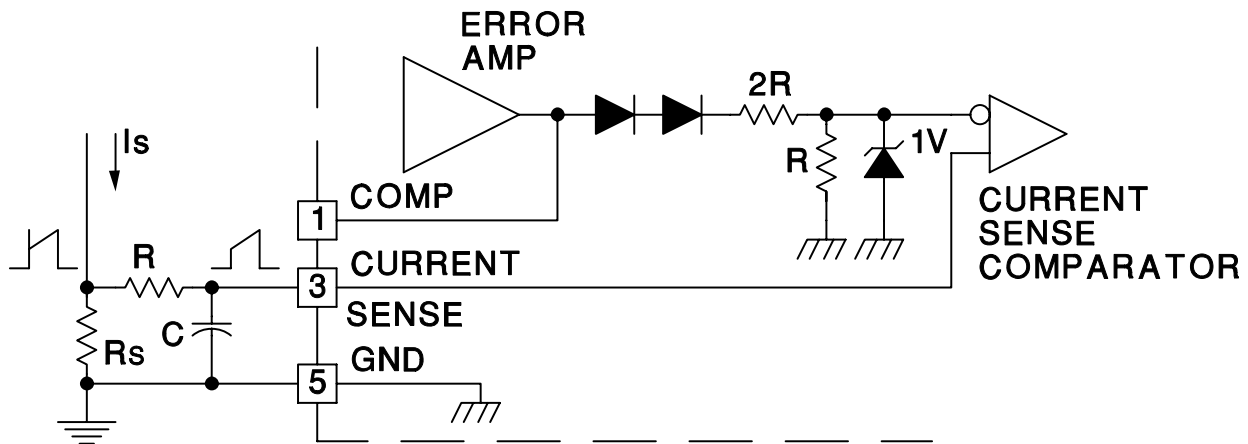 ERROR
AMP
2R
Is
R
1V
COMP
1
CURRENT
SENSE
COMPARATOR
R
CURRENT
3
SENSE
C
Rs
GND
5